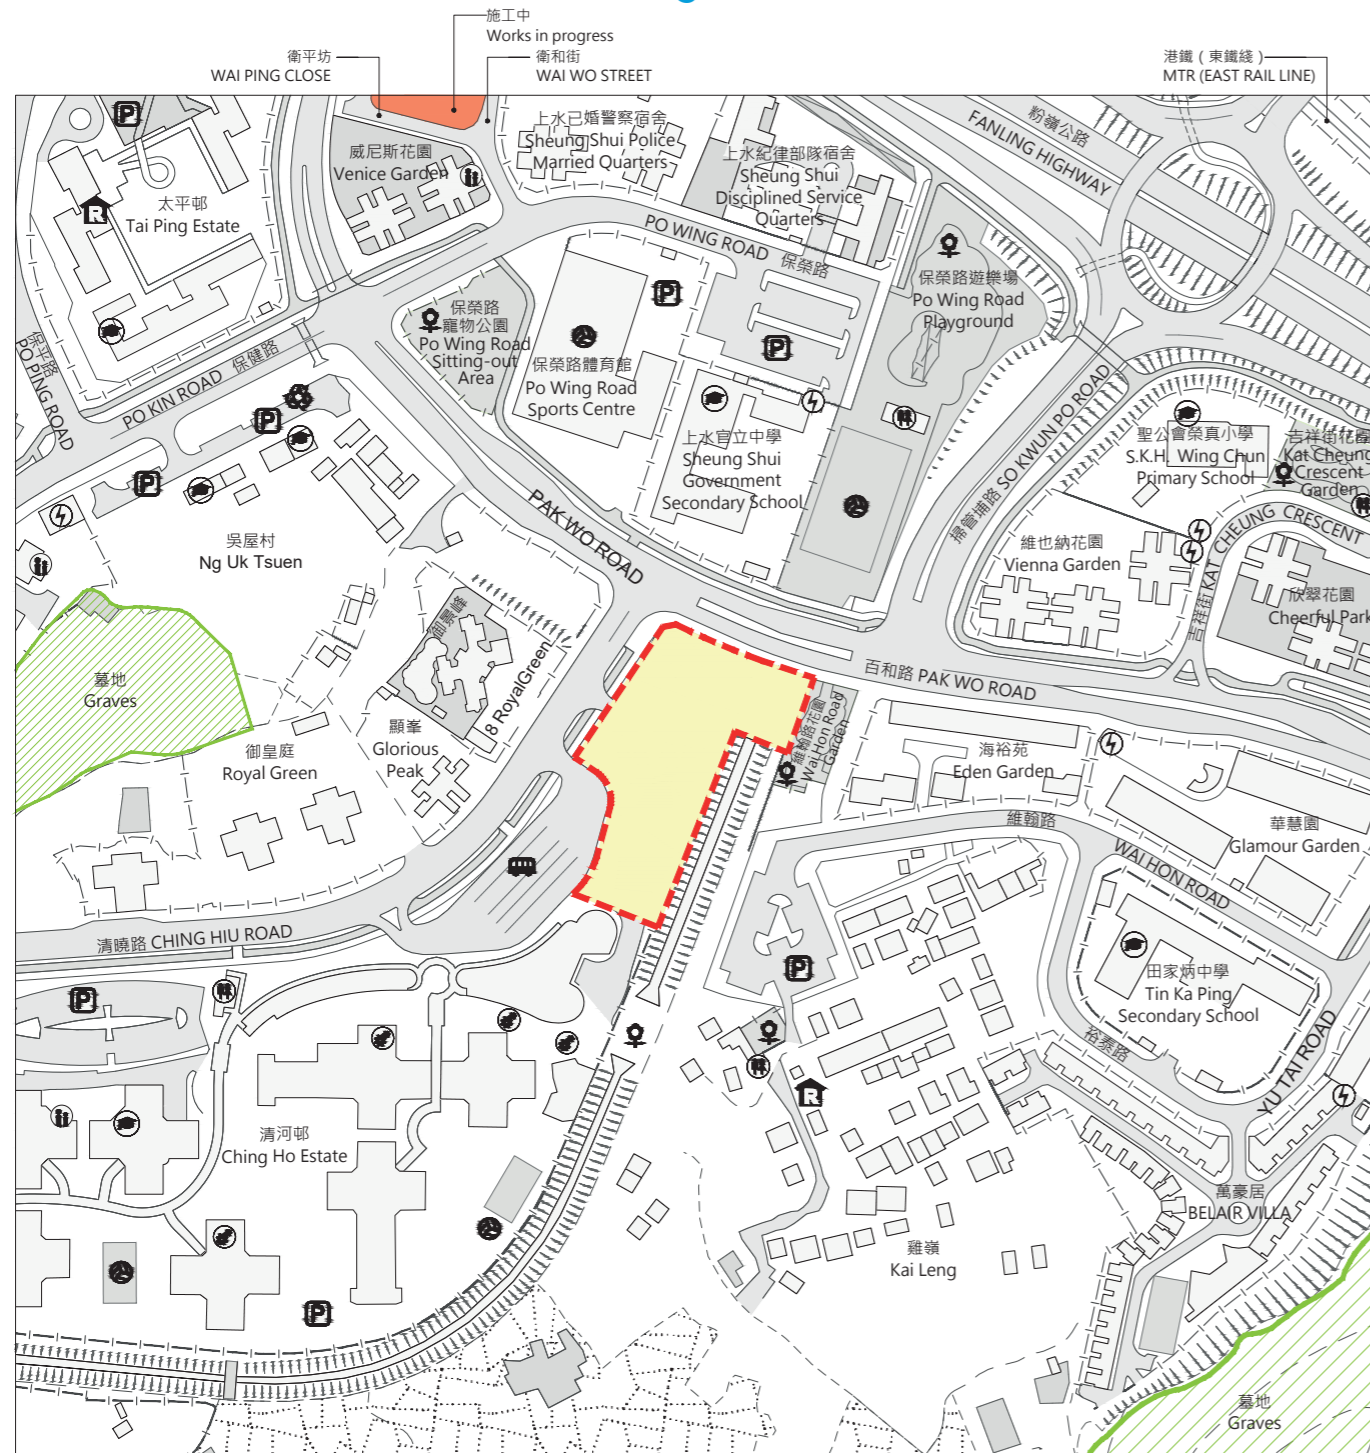 施工中
Works in progress
衛平坊
WAI PING CLOSE
衛和街
WAI WO STREET
港鐵（東鐵綫）
MTR (EAST RAIL LINE)
P
上水已婚警察宿舍
Sheung Shui Police
Married Quarters
粉嶺公路
FANLING HIGHWAY
威尼斯花園
Venice Garden
上水紀律部隊宿舍
Sheung Shui
Disciplined Service
Quarters
太平邨
Tai Ping Estate
R
PO WING ROAD 保榮路
保榮路遊樂場
Po Wing Road
Playground
P
P
保榮路
寵物公園
Po Wing Road
Sitting-out
Area
保榮路體育館
Po Wing Road
Sports Centre
保平路
PO PING ROAD
PO KIN ROAD 保健路
P
P
上水官立中學
Sheung Shui
Government
Secondary School
掃管埔路 SO KWUN PO ROAD
聖公會榮真小學
S.K.H. Wing Chun
Primary School
吉祥街花園
Kat Cheung
Crescent
Garden
吳屋村
Ng Uk Tsuen
PAK WO ROAD
維也納花園
Vienna Garden
吉祥街 KAT CHEUNG CRESCENT
欣翠花園
Cheerful Park
御景峰
8 RoyalGreen
墓地
Graves
顯峯
Glorious
Peak
御皇庭
Royal Green
百和路 PAK WO ROAD
維翰路花園
Wai Hon Road
Garden
海裕苑
Eden Garden
維翰路
WAI HON ROAD
華慧園
Glamour Garden
清曉路 CHING HIU ROAD
P
P
田家炳中學
Tin Ka Ping
Secondary School
裕泰路
YU TAI ROAD
R
清河邨
Ching Ho Estate
萬豪居
BELAIR VILLA
雞嶺
Kai Leng
P
墓地
Graves